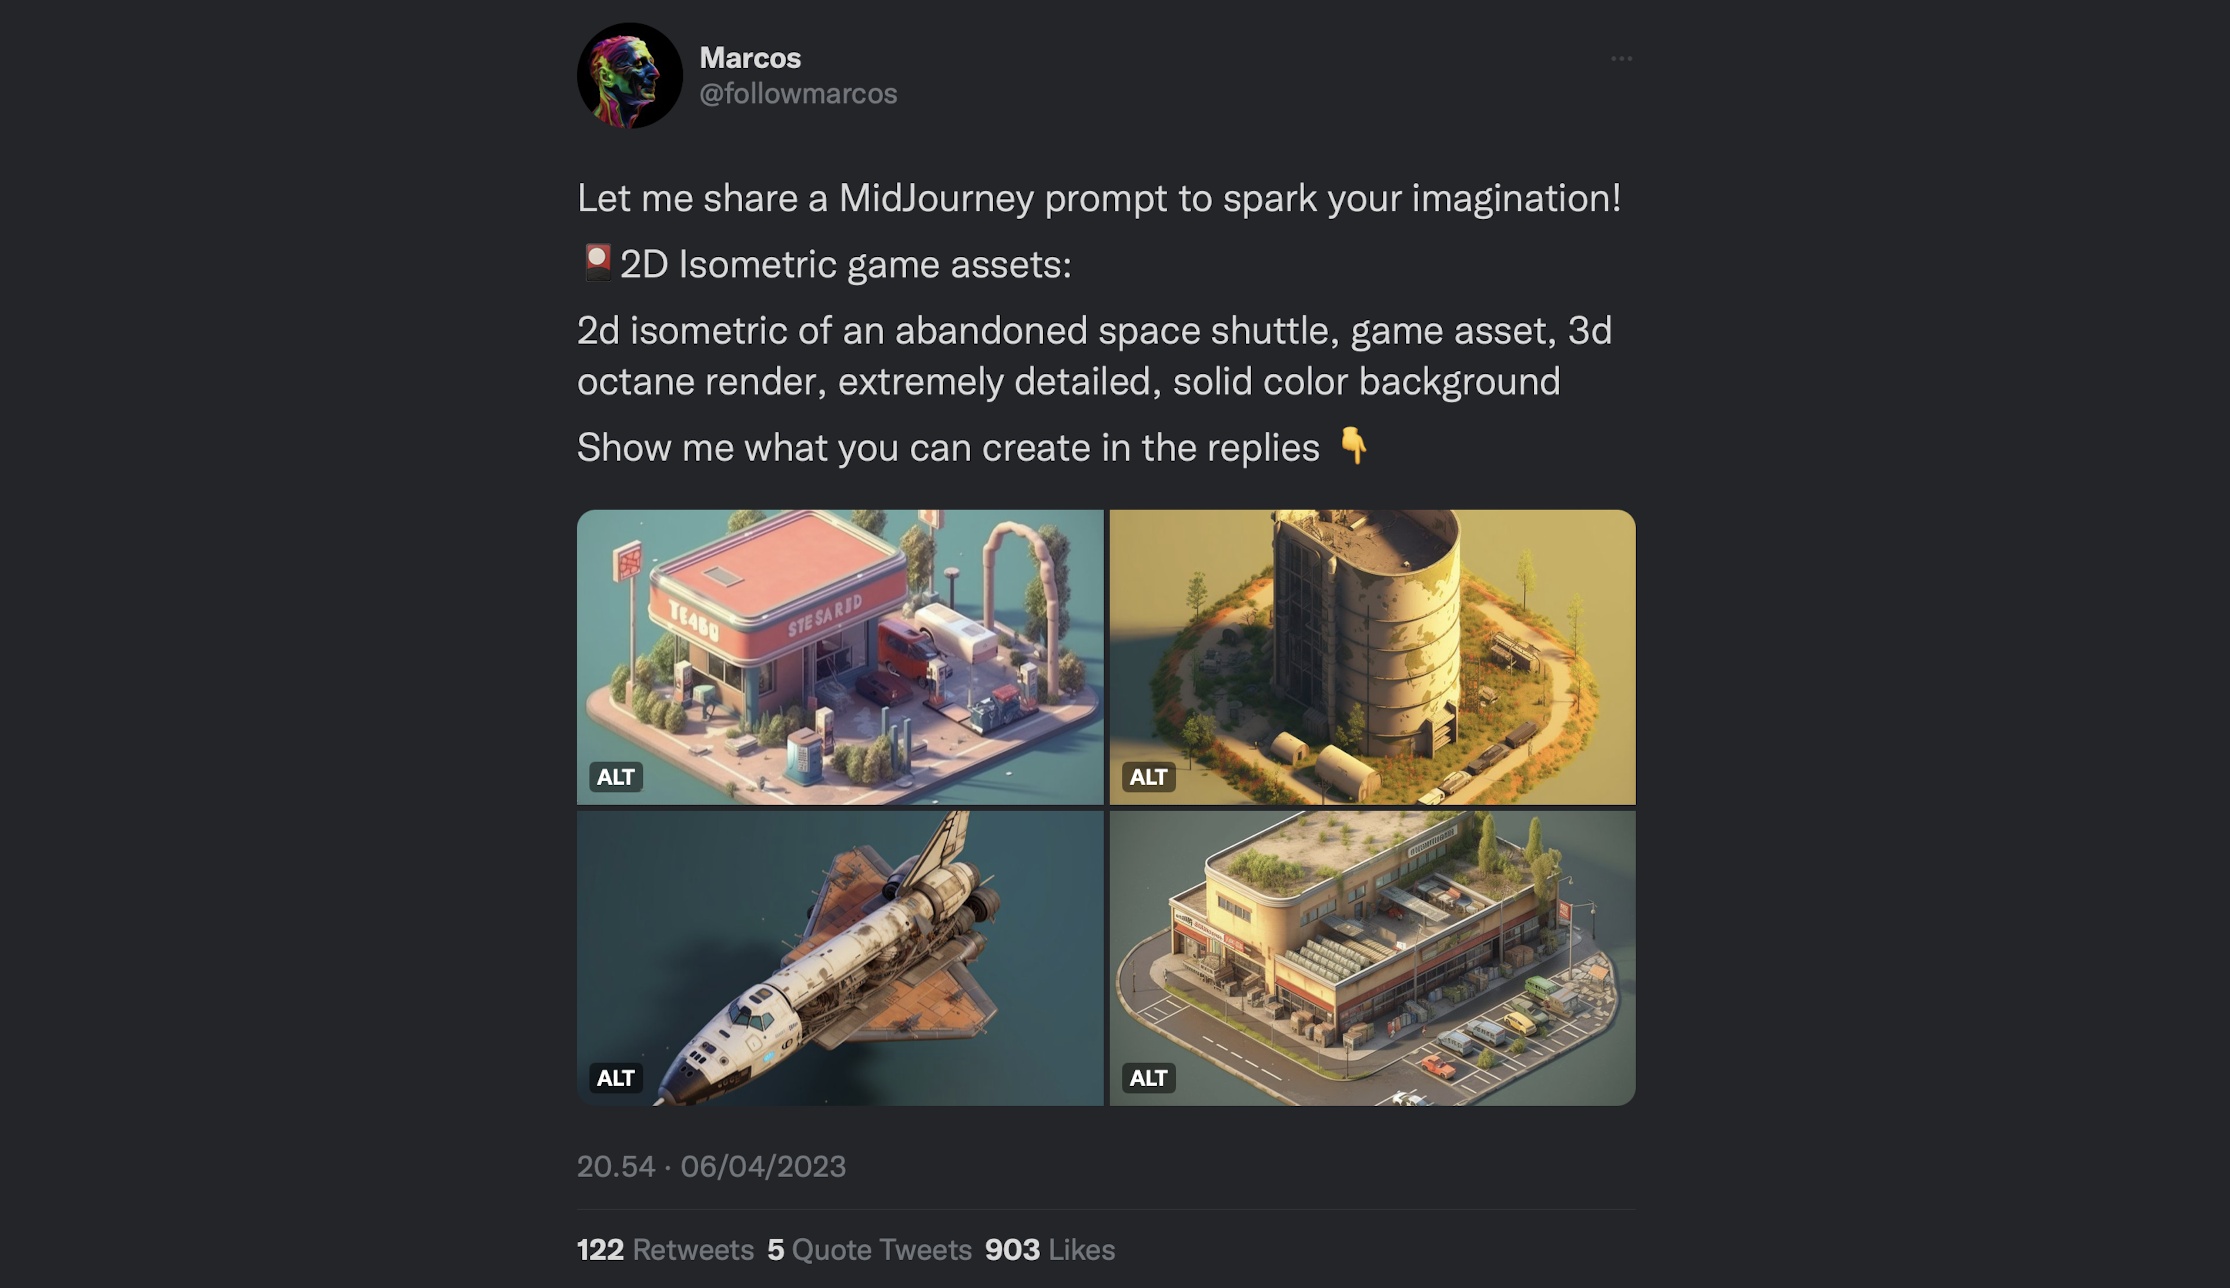 Marcos
@followmarcos
Let me share a MidJourney prompt to spark your imagination!
🎴2D Isometric game assets:
2d isometric of an abandoned space shuttle, game asset, 3d
octane render, extremely detailed, solid color background
Show me what you can create in the replies 👇
TE4BO
STESARED
ALT
ALT
ALT
ALT
20.54 · 06/04/2023
122 Retweets 5 Quote Tweets 903 Likes